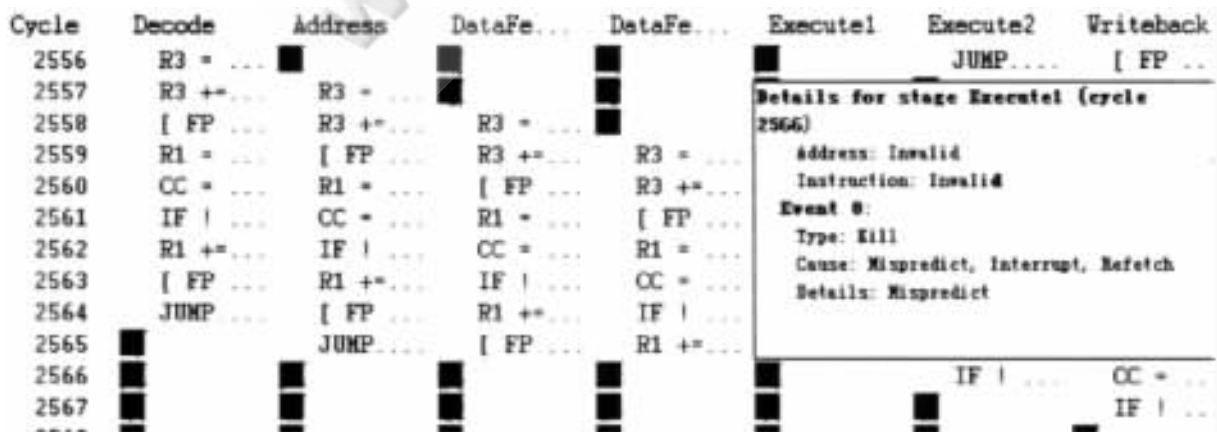 Cycle Decode Address DataFe... DataFe... Execute1 Execute2 Writeback
2556 R3 = ... JUMP.... [ FP ..
2557 R3 +=... R3 = ...
2558 [ FP ... R3 +=... R3 = ...
2559 R1 = ... [ FP ... R3 +=... R3 = ...
2560 CC = ... R1 = ... [ FP ... R3 +=...
2561 IF ! ... CC = ... R1 = ... [ FP ...
2562 R1 +=... IF ! ... CC = ... R1 = ...
2563 [ FP ... R1 +=... IF ! ... CC = ...
2564 JUMP ... [ FP ... R1 +=... IF ! ...
2565 JUMP.... [ FP ... R1 +=...
Details for stage Execute1 (cycle
2566)
Address: Invalid
Instruction: Invalid
Event 0:
Type: Kill
Cause: Mispredict, Interrupt, Refetch
Details: Mispredict
2566 IF ! ... CC = ..
2567 IF ! ..